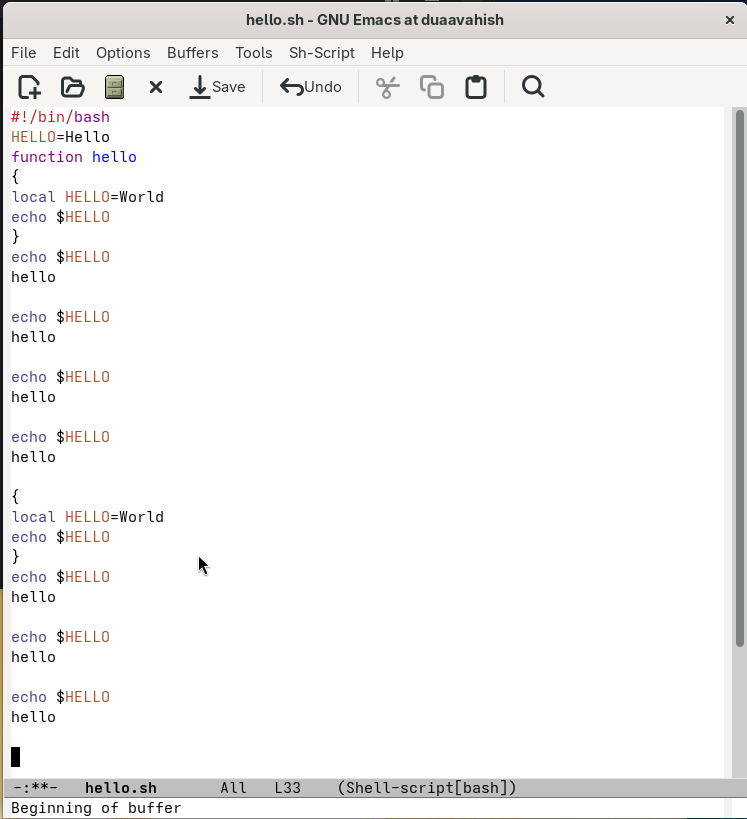 hello.sh - GNU Emacs at duaavahish
File Edit Options Buffers Tools Sh-Script Help
Save Undo
#!/bin/bash
HELLO=Hello
function hello
{
local HELLO=World
echo $HELLO
}
echo $HELLO
hello
echo $HELLO
hello
echo $HELLO
hello
echo $HELLO
hello
{
local HELLO=World
echo $HELLO
}
echo $HELLO
hello
echo $HELLO
hello
echo $HELLO
hello
-:**- hello.sh All L33 (Shell-script[bash])
Beginning of buffer